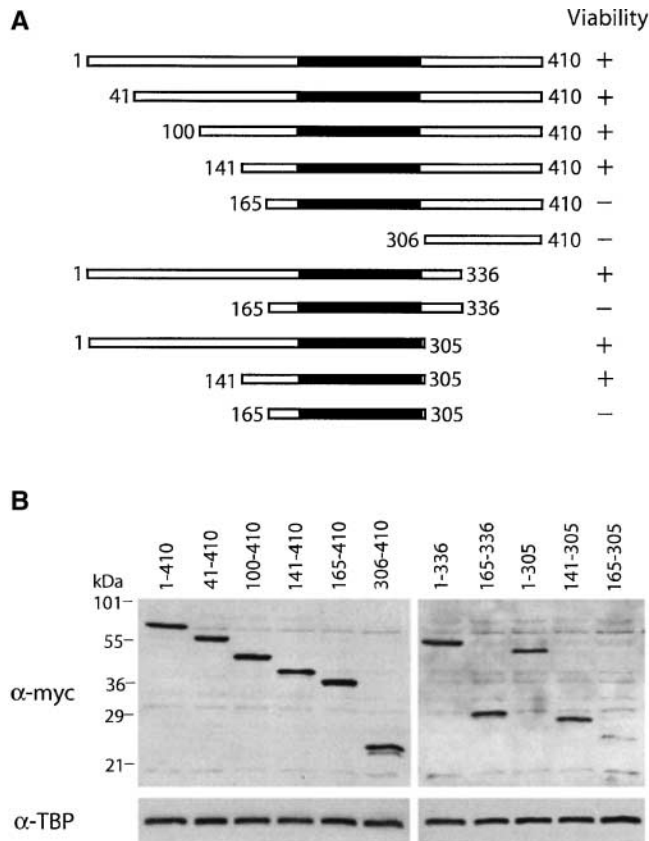 A
Viability
1 410 +
41 410 +
100 410 +
141 410 +
165 410 −
306 410 −
1 336 +
165 336 −
1 305 +
141 305 +
165 305 −
B
1-410 41-410 100-410 141-410 165-410 306-410 1-336 165-336 1-305 141-305 165-305
kDa
101
55
36
29
21
α-myc
α-TBP